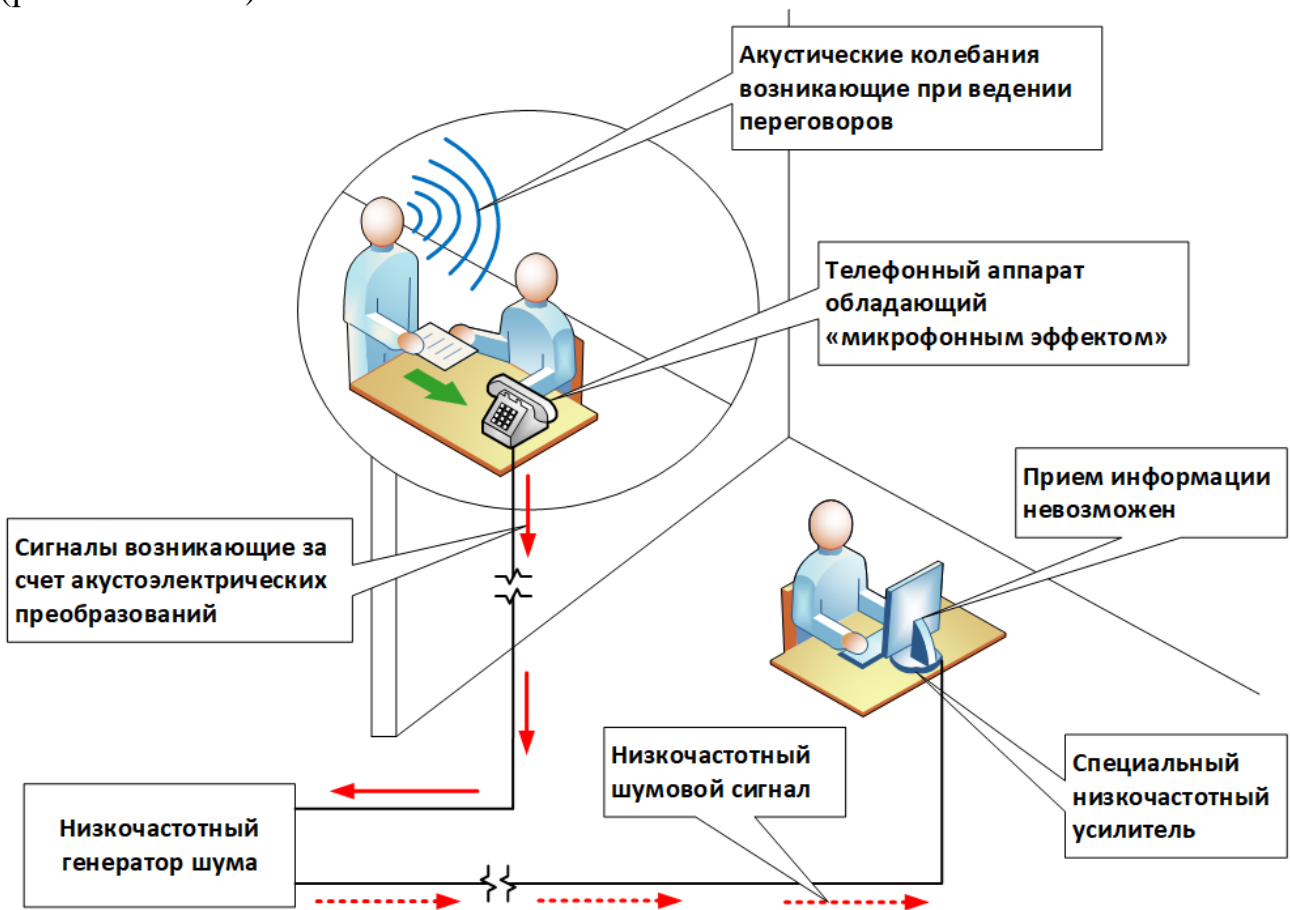 Акустические колебания
возникающие при ведении
переговоров
Телефонный аппарат
обладающий
«микрофонным эффектом»
Прием информации
невозможен
Сигналы возникающие за
счет акустоэлектрических
преобразований
Низкочастотный
шумовой сигнал
Специальный
низкочастотный
усилитель
Низкочастотный
генератор шума